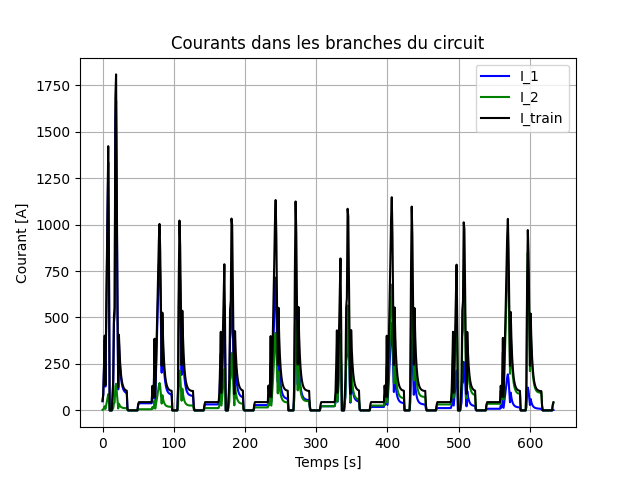 Courants dans les branches du circuit
I_1
I_2
I_train
Courant [A]
1750
1500
1250
1000
750
500
250
0
0 100 200 300 400 500 600
Temps [s]